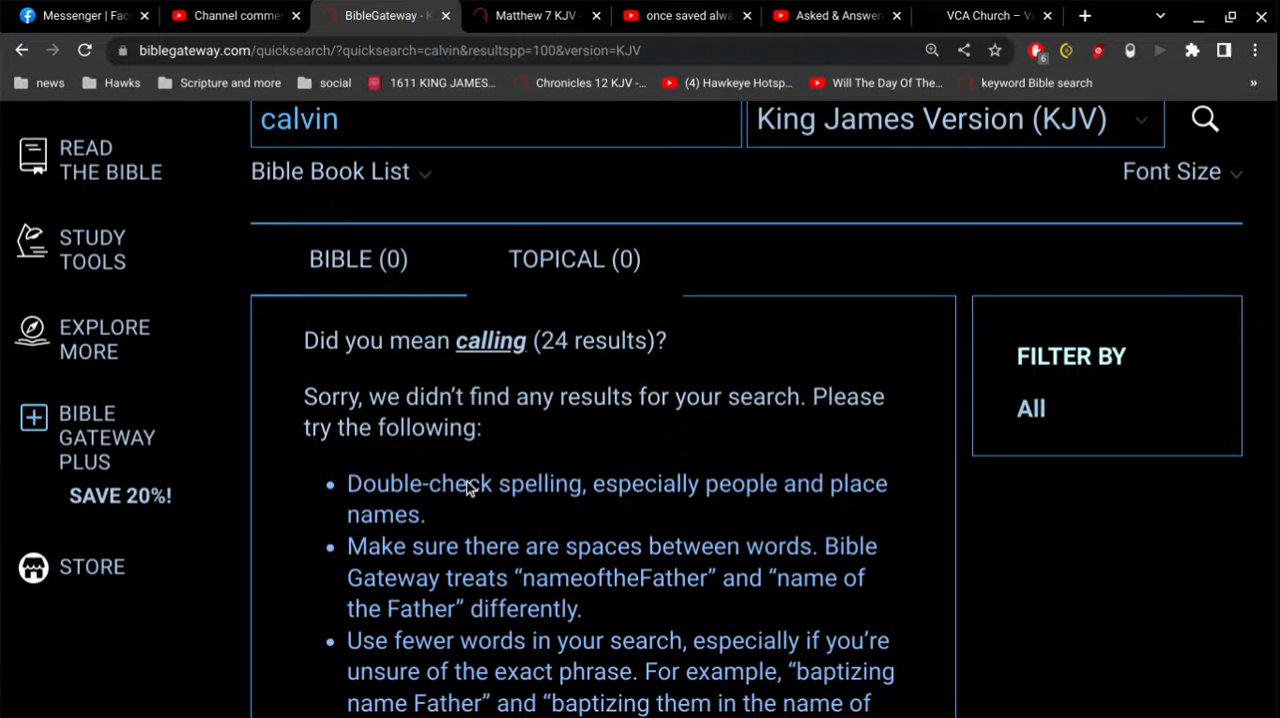 Messenger | Fac
Channel comme
BibleGateway - K
Matthew 7 KJV -
once saved alwa
Asked & Answer
VCA Church – V
biblegateway.com/quicksearch/?quicksearch=calvin&resultspp=100&version=KJV
6
news
Hawks
Scripture and more
social
1611 KING JAMES...
Chronicles 12 KJV -...
(4) Hawkeye Hotsp...
Will The Day Of The...
keyword Bible search
»
calvin
King James Version (KJV)
READ
THE BIBLE
Bible Book List
Font Size
STUDY
TOOLS
BIBLE (0)
TOPICAL (0)
EXPLORE
MORE
Did you mean calling (24 results)?
FILTER BY
Sorry, we didn’t find any results for your search. Please
try the following:
All
BIBLE
GATEWAY
PLUS
SAVE 20%!
• Double-check spelling, especially people and place
names.
• Make sure there are spaces between words. Bible
Gateway treats “nameoftheFather” and “name of
the Father” differently.
STORE
• Use fewer words in your search, especially if you’re
unsure of the exact phrase. For example, “baptizing
name Father” and “baptizing them in the name of